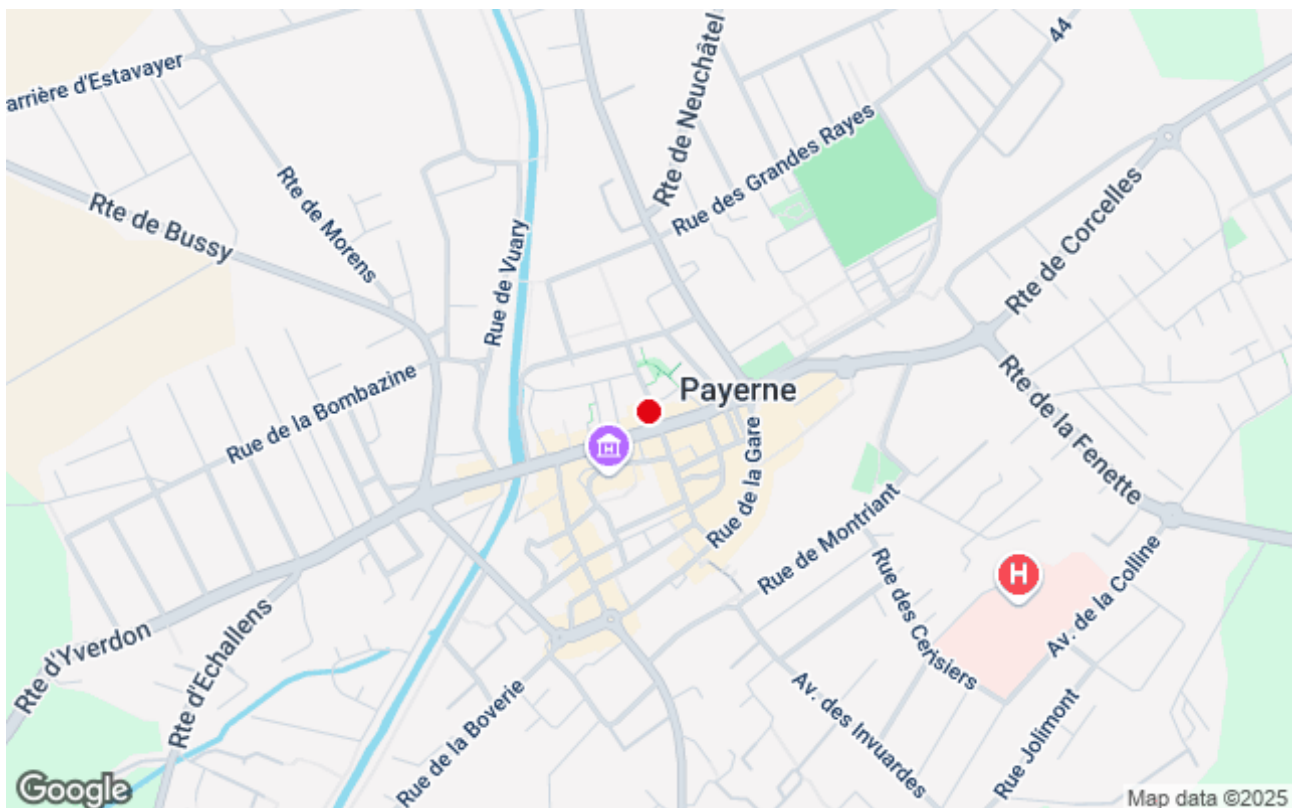 arrière d'Estavayer
Rte de Neuchâtel
44
Rue des Grandes Rayes
Rte de Morens
Rte de Bussy
Rue de Vuary
Rte de Corcelles
Rue de la Bombazine
Payerne
Rte de la Fenette
Rue de la Gare
Rue de Montriant
H
Rue des Cerisiers
Av. de la Colline
Rte d'Yverdon
Rte d'Echallens
Rue de la Boverie
Av. des Invuardes
Rue Jolimont
Google
Map data ©2025